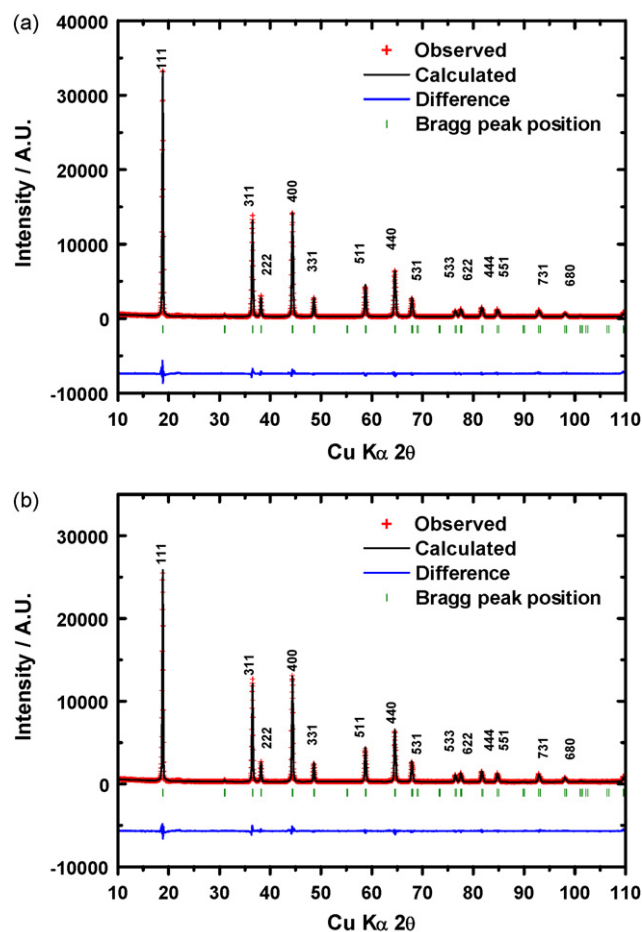 (a)
40000
30000
20000
10000
0
-10000
Intensity / A.U.
Observed
Calculated
Difference
Bragg peak position
111
311
222
400
331
511
440
531
533
622
444
551
731
680
10 20 30 40 50 60 70 80 90 100 110
Cu Kα 2θ
(b)
30000
20000
10000
0
-10000
Intensity / A.U.
Observed
Calculated
Difference
Bragg peak position
111
311
222
400
331
511
440
531
533
622
444
551
731
680
10 20 30 40 50 60 70 80 90 100 110
Cu Kα 2θ